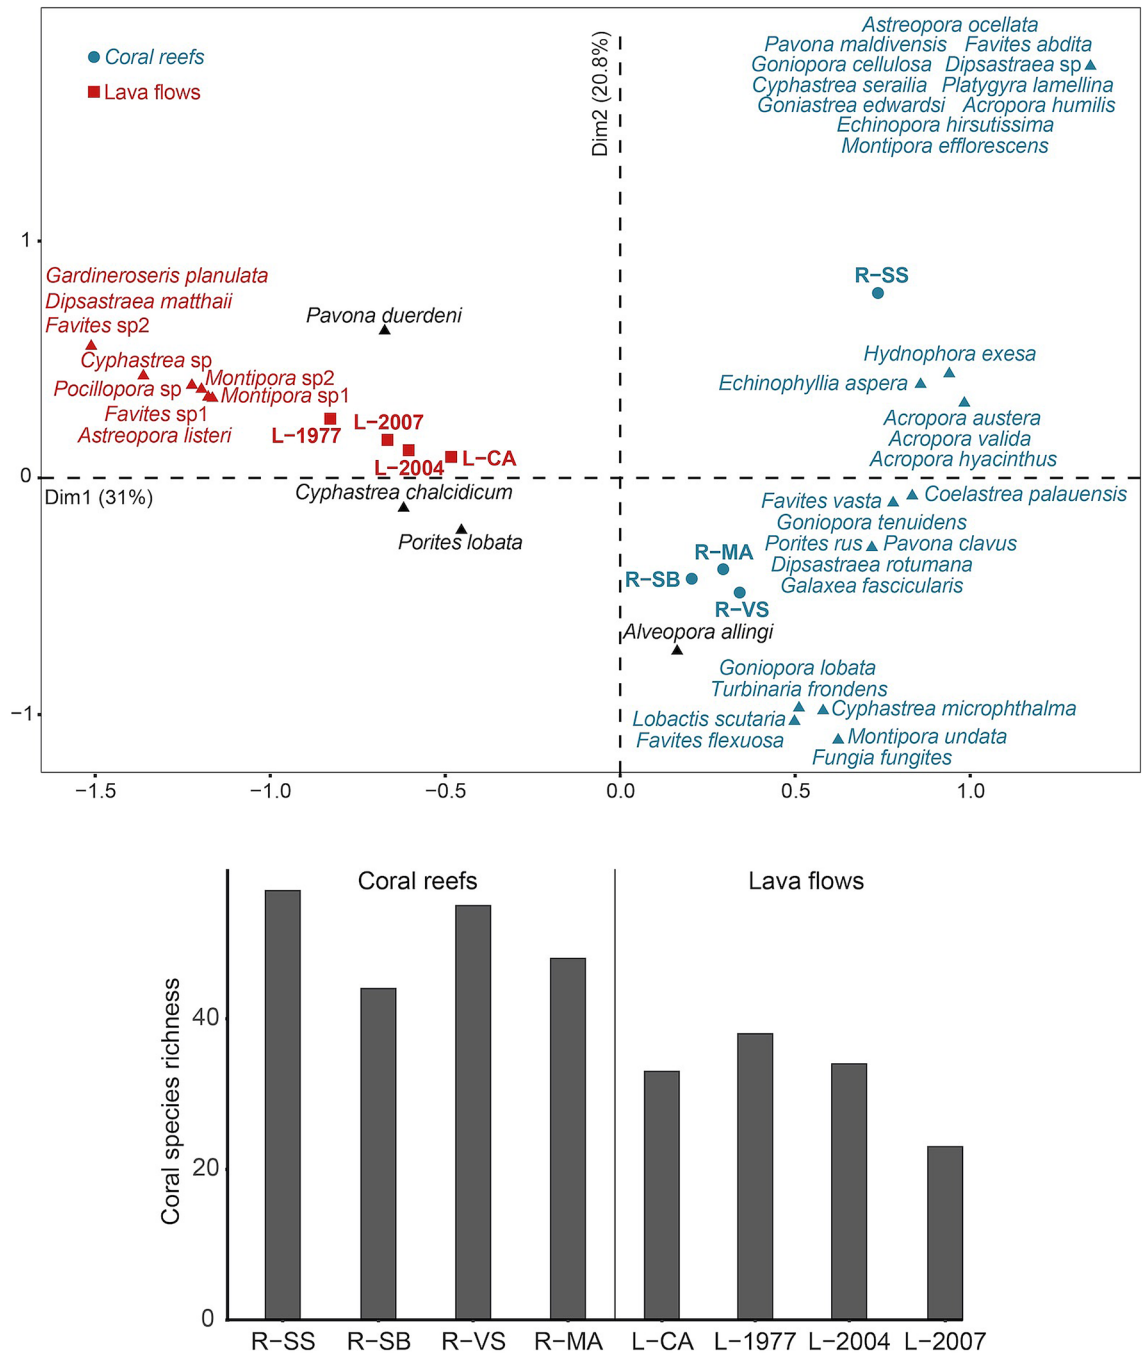 Astreopora ocellata
Pavona maldivensis Favites abdita
Goniopora cellulosa Dipsastraea sp
Cyphastrea serailia Platygyra lamellina
Goniastrea edwardsi Acropora humilis
Echinopora hirsutissima
Montipora efflorescens
Coral reefs
Lava flows
Dim2 (20.8%)
1
Gardineroseris planulata
Dipsastraea matthaii
Favites sp2
Cyphastrea sp
Pocillopora sp
Montipora sp2
Montipora sp1
Favites sp1
Astreopora listeri
Pavona duerdeni
L−2007
L−1977
L−2004
L−CA
R−SS
Hydnophora exesa
Echinophyllia aspera
Acropora austera
Acropora valida
Acropora hyacinthus
0
Dim1 (31%)
Cyphastrea chalcidicum
Porites lobata
Favites vasta
Coelastrea palauensis
Goniopora tenuidens
Porites rus Pavona clavus
Dipsastraea rotumana
Galaxea fascicularis
R−MA
R−SB
R−VS
Alveopora allingi
Goniopora lobata
Turbinaria frondens
Cyphastrea microphthalma
Lobactis scutaria
Favites flexuosa
Montipora undata
Fungia fungites
−1
−1.5 −1.0 −0.5 0.0 0.5 1.0
Coral reefs Lava flows
Coral species richness
40
20
0
R−SS R−SB R−VS R−MA L−CA L−1977 L−2004 L−2007